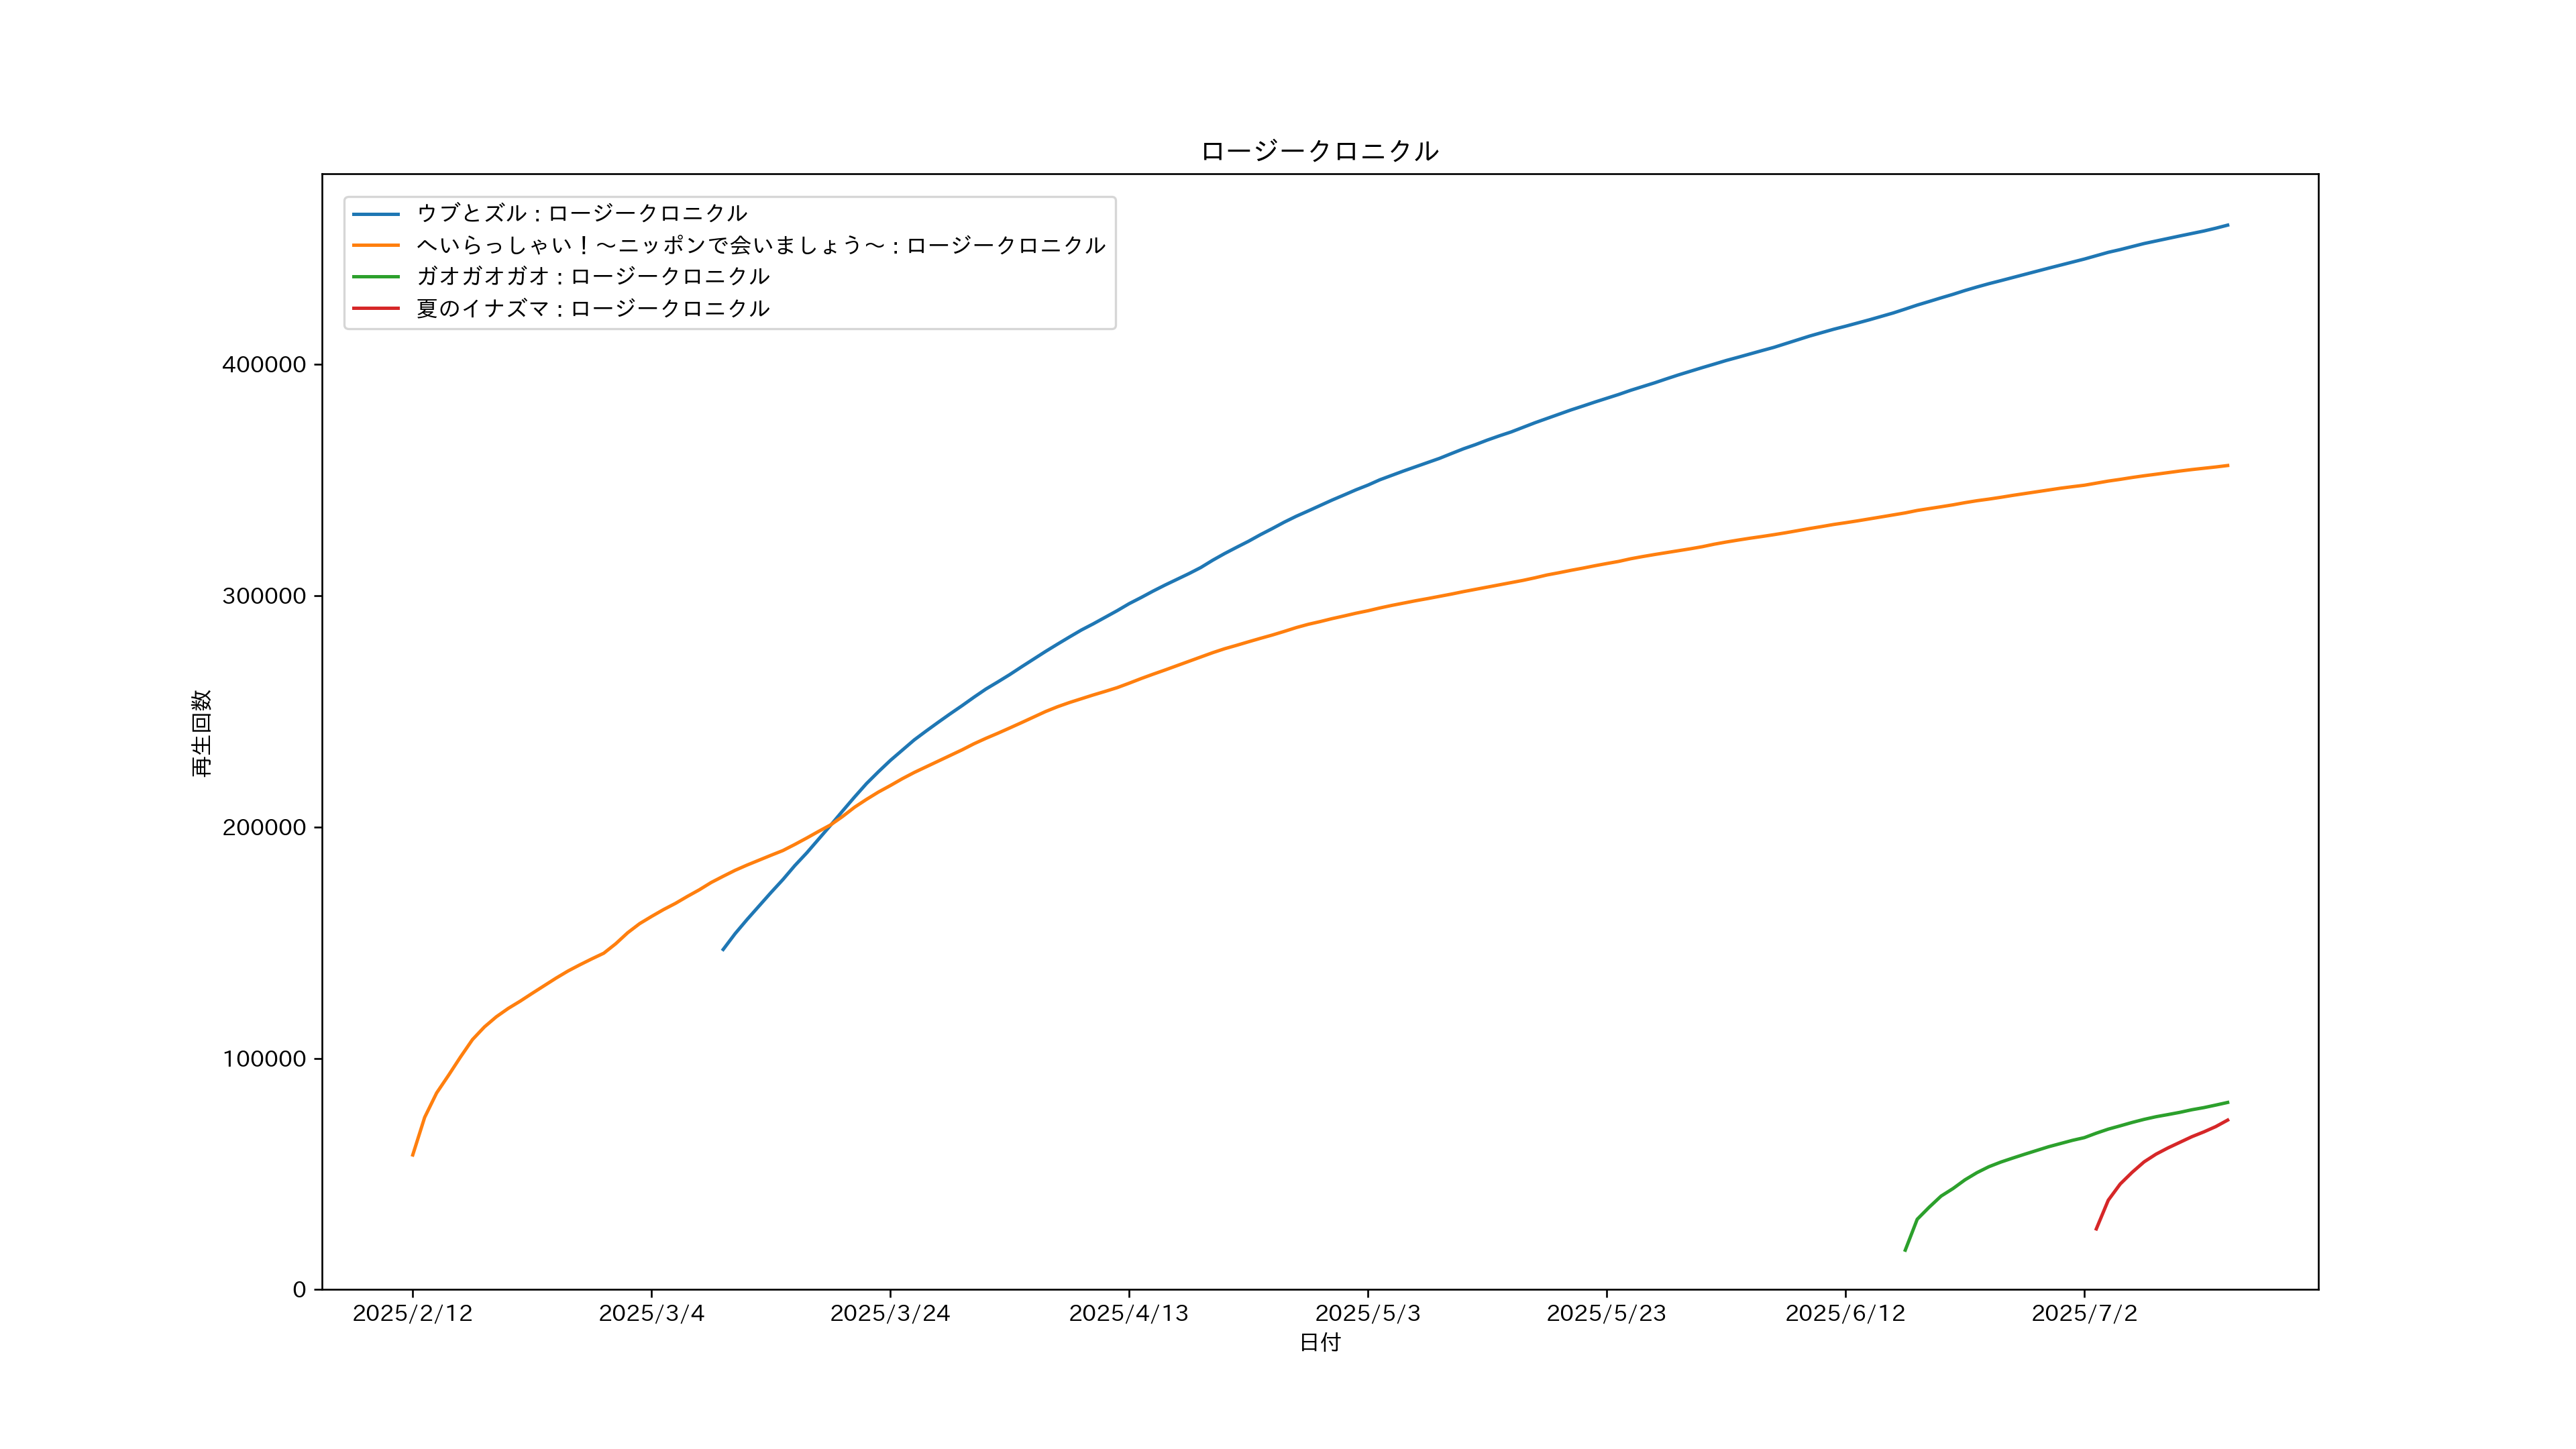 ロージークロニクル
ウブとズル : ロージークロニクル
へいらっしゃい！～ニッポンで会いましょう～ : ロージークロニクル
ガオガオガオ : ロージークロニクル
夏のイナズマ : ロージークロニクル
400000
300000
200000
100000
0
再生回数
2025/2/12 2025/3/4 2025/3/24 2025/4/13 2025/5/3 2025/5/23 2025/6/12 2025/7/2
日付